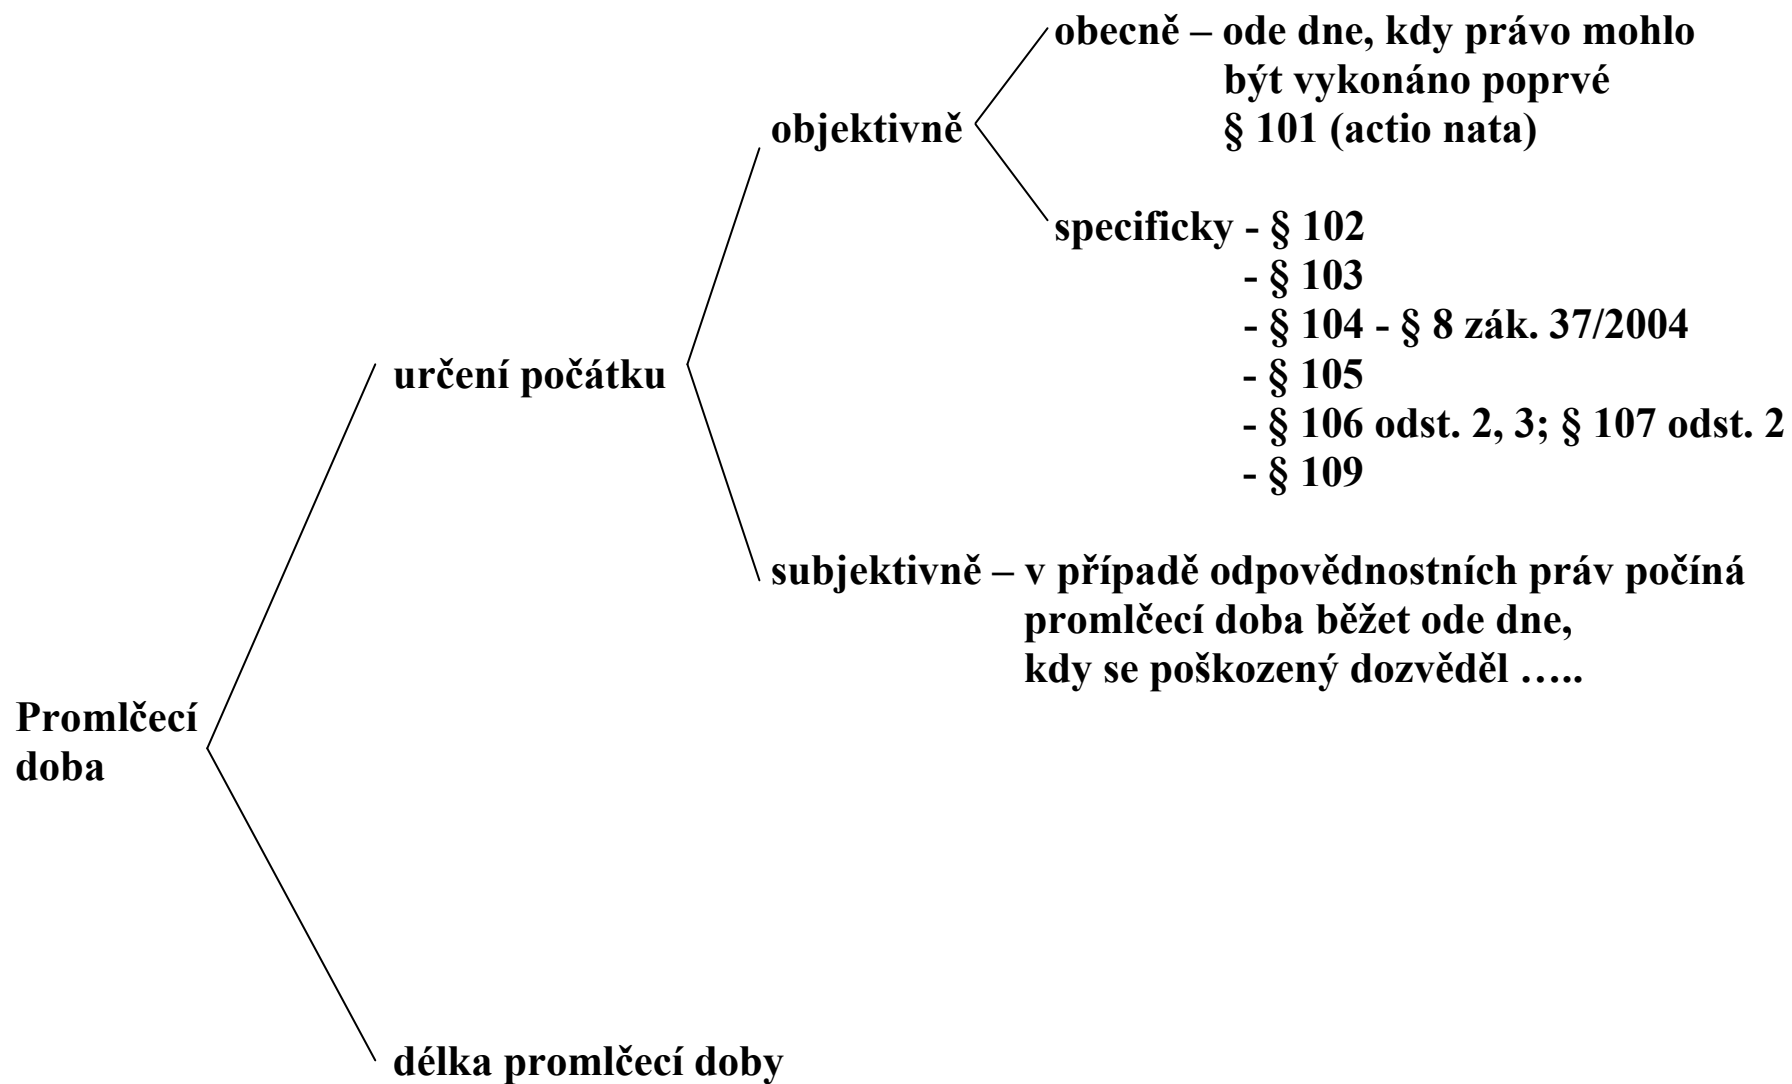 obecně – ode dne, kdy právo mohlo
být vykonáno poprvé
objektivně
§ 101 (actio nata)
specificky - § 102
- § 103
- § 104 - § 8 zák. 37/2004
určení počátku
- § 105
- § 106 odst. 2, 3; § 107 odst. 2
- § 109
subjektivně – v případě odpovědnostních práv počíná
promlčecí doba běžet ode dne,
kdy se poškozený dozvěděl …..
Promlčecí
doba
délka promlčecí doby